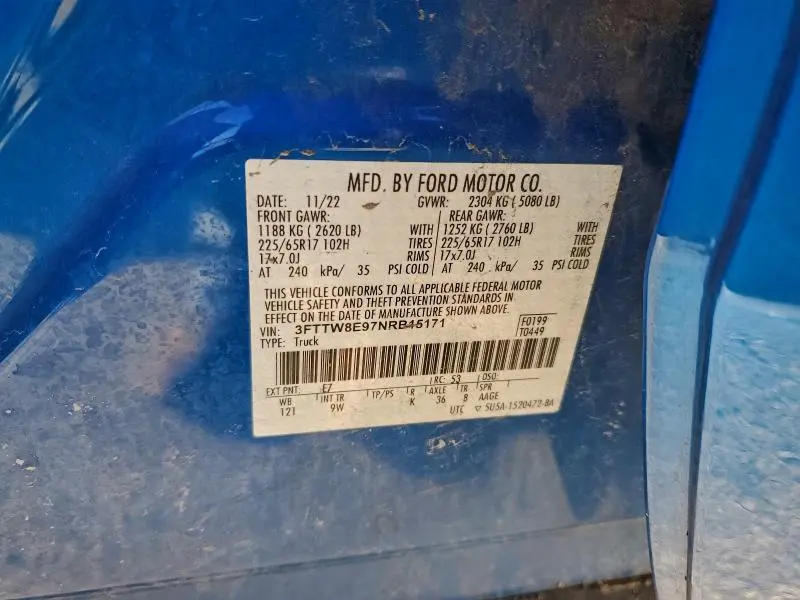 MFD. BY FORD MOTOR CO.
DATE: 11/22 GVWR: 2304 KG ( 5080 LB)
FRONT GAWR: REAR GAWR:
1188 KG ( 2620 LB) WITH 1252 KG ( 2760 LB) WITH
225/65R17 102H TIRES 225/65R17 102H TIRES
17x7.0J RIMS 17x7.0J RIMS
AT 240 kPa/ 35 PSI COLD AT 240 kPa/ 35 PSI COLD
THIS VEHICLE CONFORMS TO ALL APPLICABLE FEDERAL MOTOR
VEHICLE SAFETY AND THEFT PREVENTION STANDARDS IN
EFFECT ON THE DATE OF MANUFACTURE SHOWN ABOVE.
VIN: 3FTTW8E97NRB45171 F0199
TYPE: Truck T0449
EXT PNT: E7 RC: 53 DSO:
WB INT TR TP/PS R AXLE TR SPR
121 9W K 36 8 AAGE
UTC ▽ 5U5A-1520472-BA